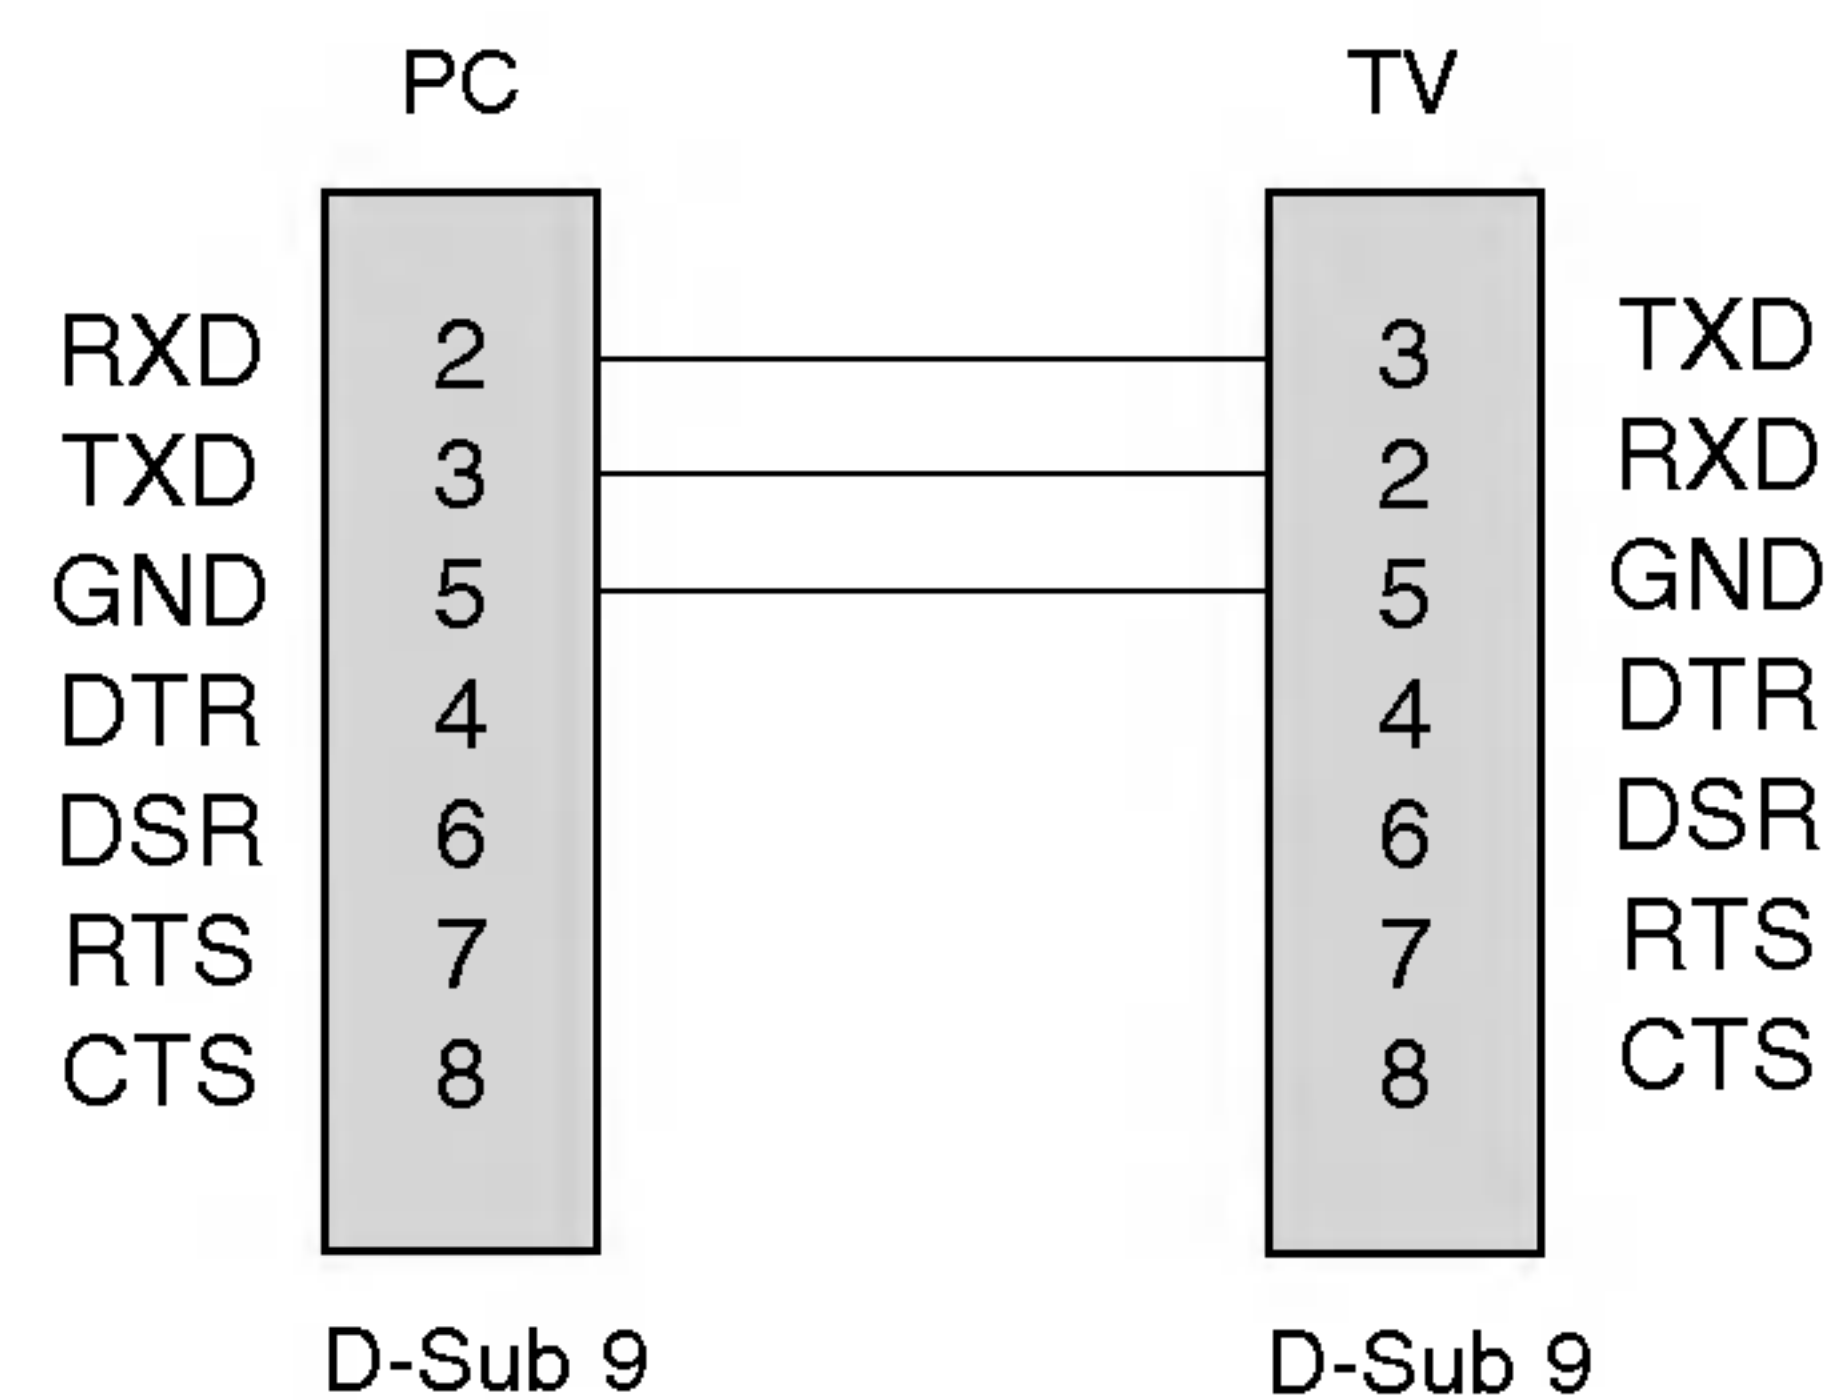 PC TV
RXD 2 3 TXD
TXD 3 2 RXD
GND 5 5 GND
DTR 4 4 DTR
DSR 6 6 DSR
RTS 7 7 RTS
CTS 8 8 CTS
D-Sub 9 D-Sub 9